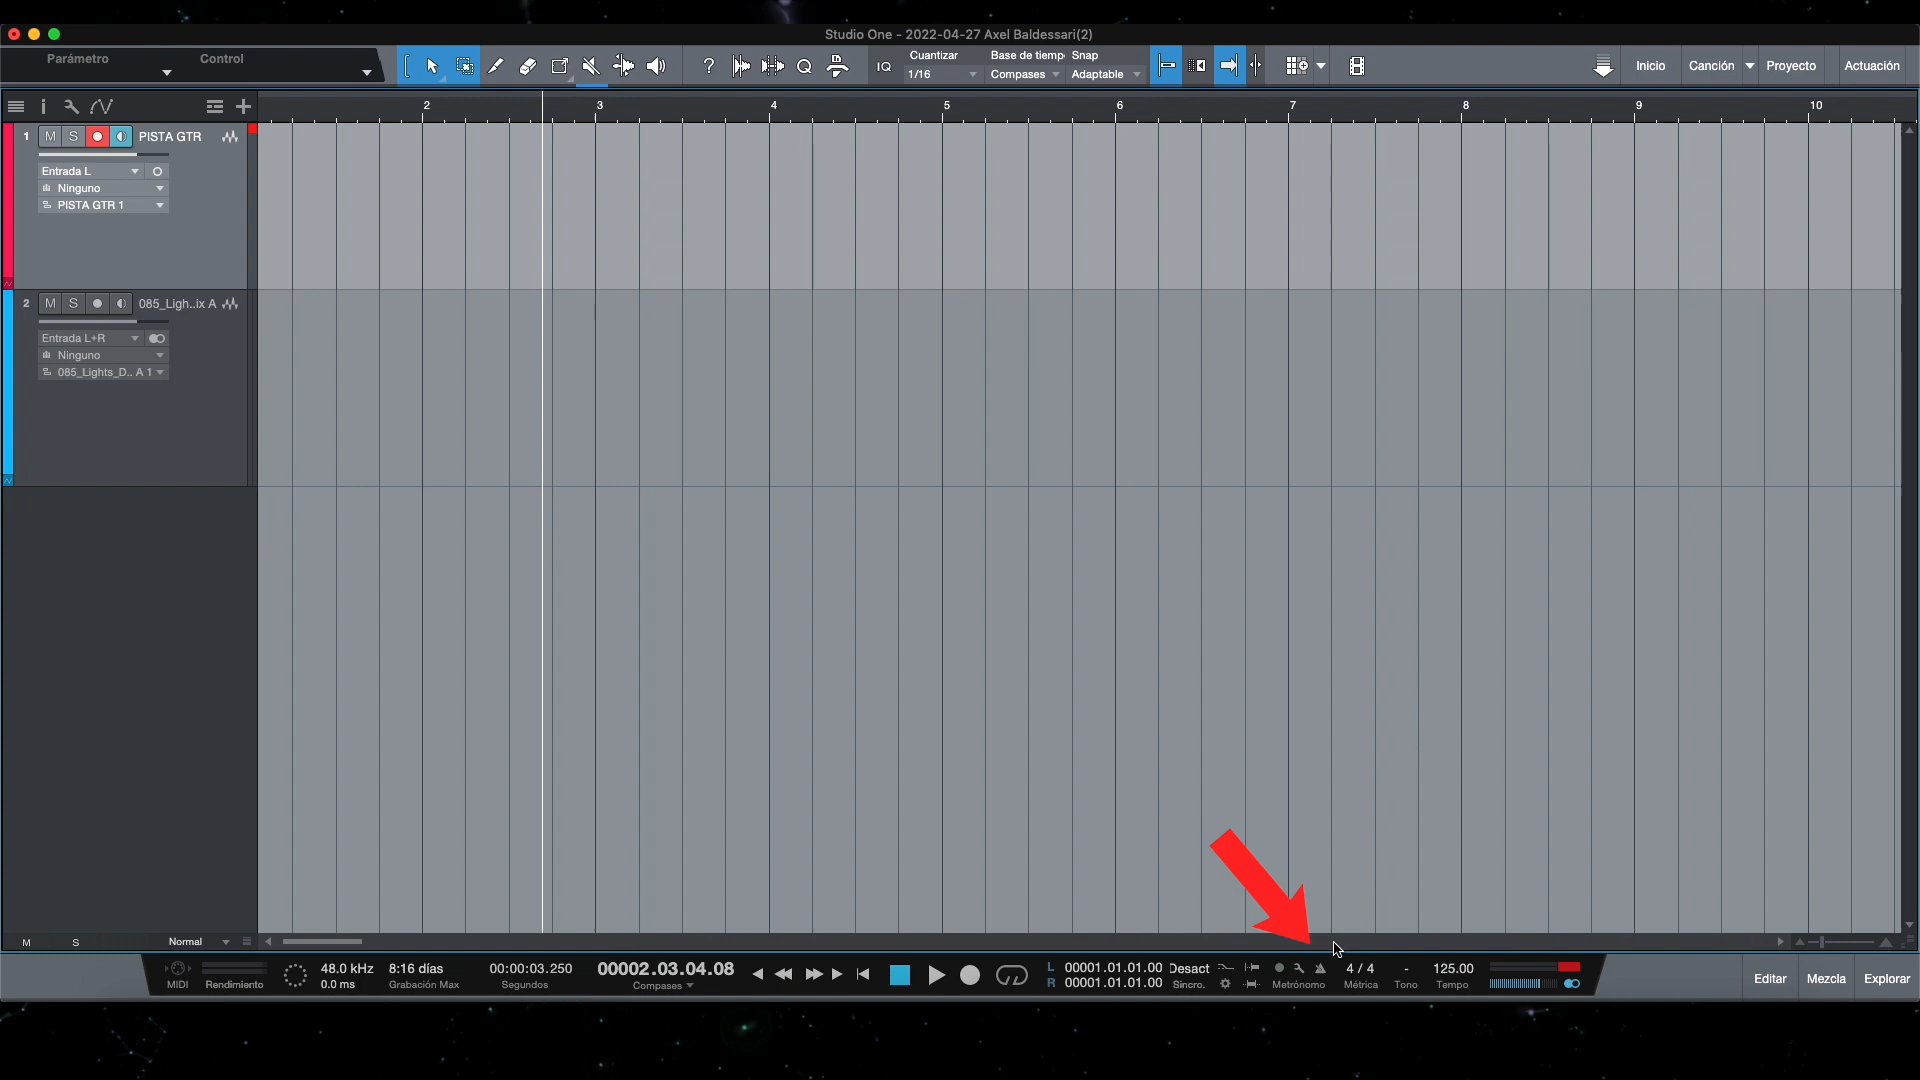 Studio One - 2022-04-27 Axel Baldessari(2)
Parámetro
Control
?
IQ
Cuantizar
1/16
Base de tiemp
Compases
Snap
Adaptable
Inicio
Canción
Proyecto
Actuación
i
2
3
4
5
6
7
8
9
10
1 M S PISTA GTR
Entrada L
Ninguno
PISTA GTR 1
2 M S 085_Ligh..ix A
Entrada L+R
Ninguno
085_Lights_D.. A 1
M S Normal
MIDI
Rendimiento
48.0 kHz
0.0 ms
8:16 días
Grabación Max
00:00:03.250
Segundos
00002.03.04.08
Compases
L 00001.01.01.00
R 00001.01.01.00
Desact
Sincro.
Metrónomo
4 / 4
Métrica
-
Tono
125.00
Tempo
Editar
Mezcla
Explorar